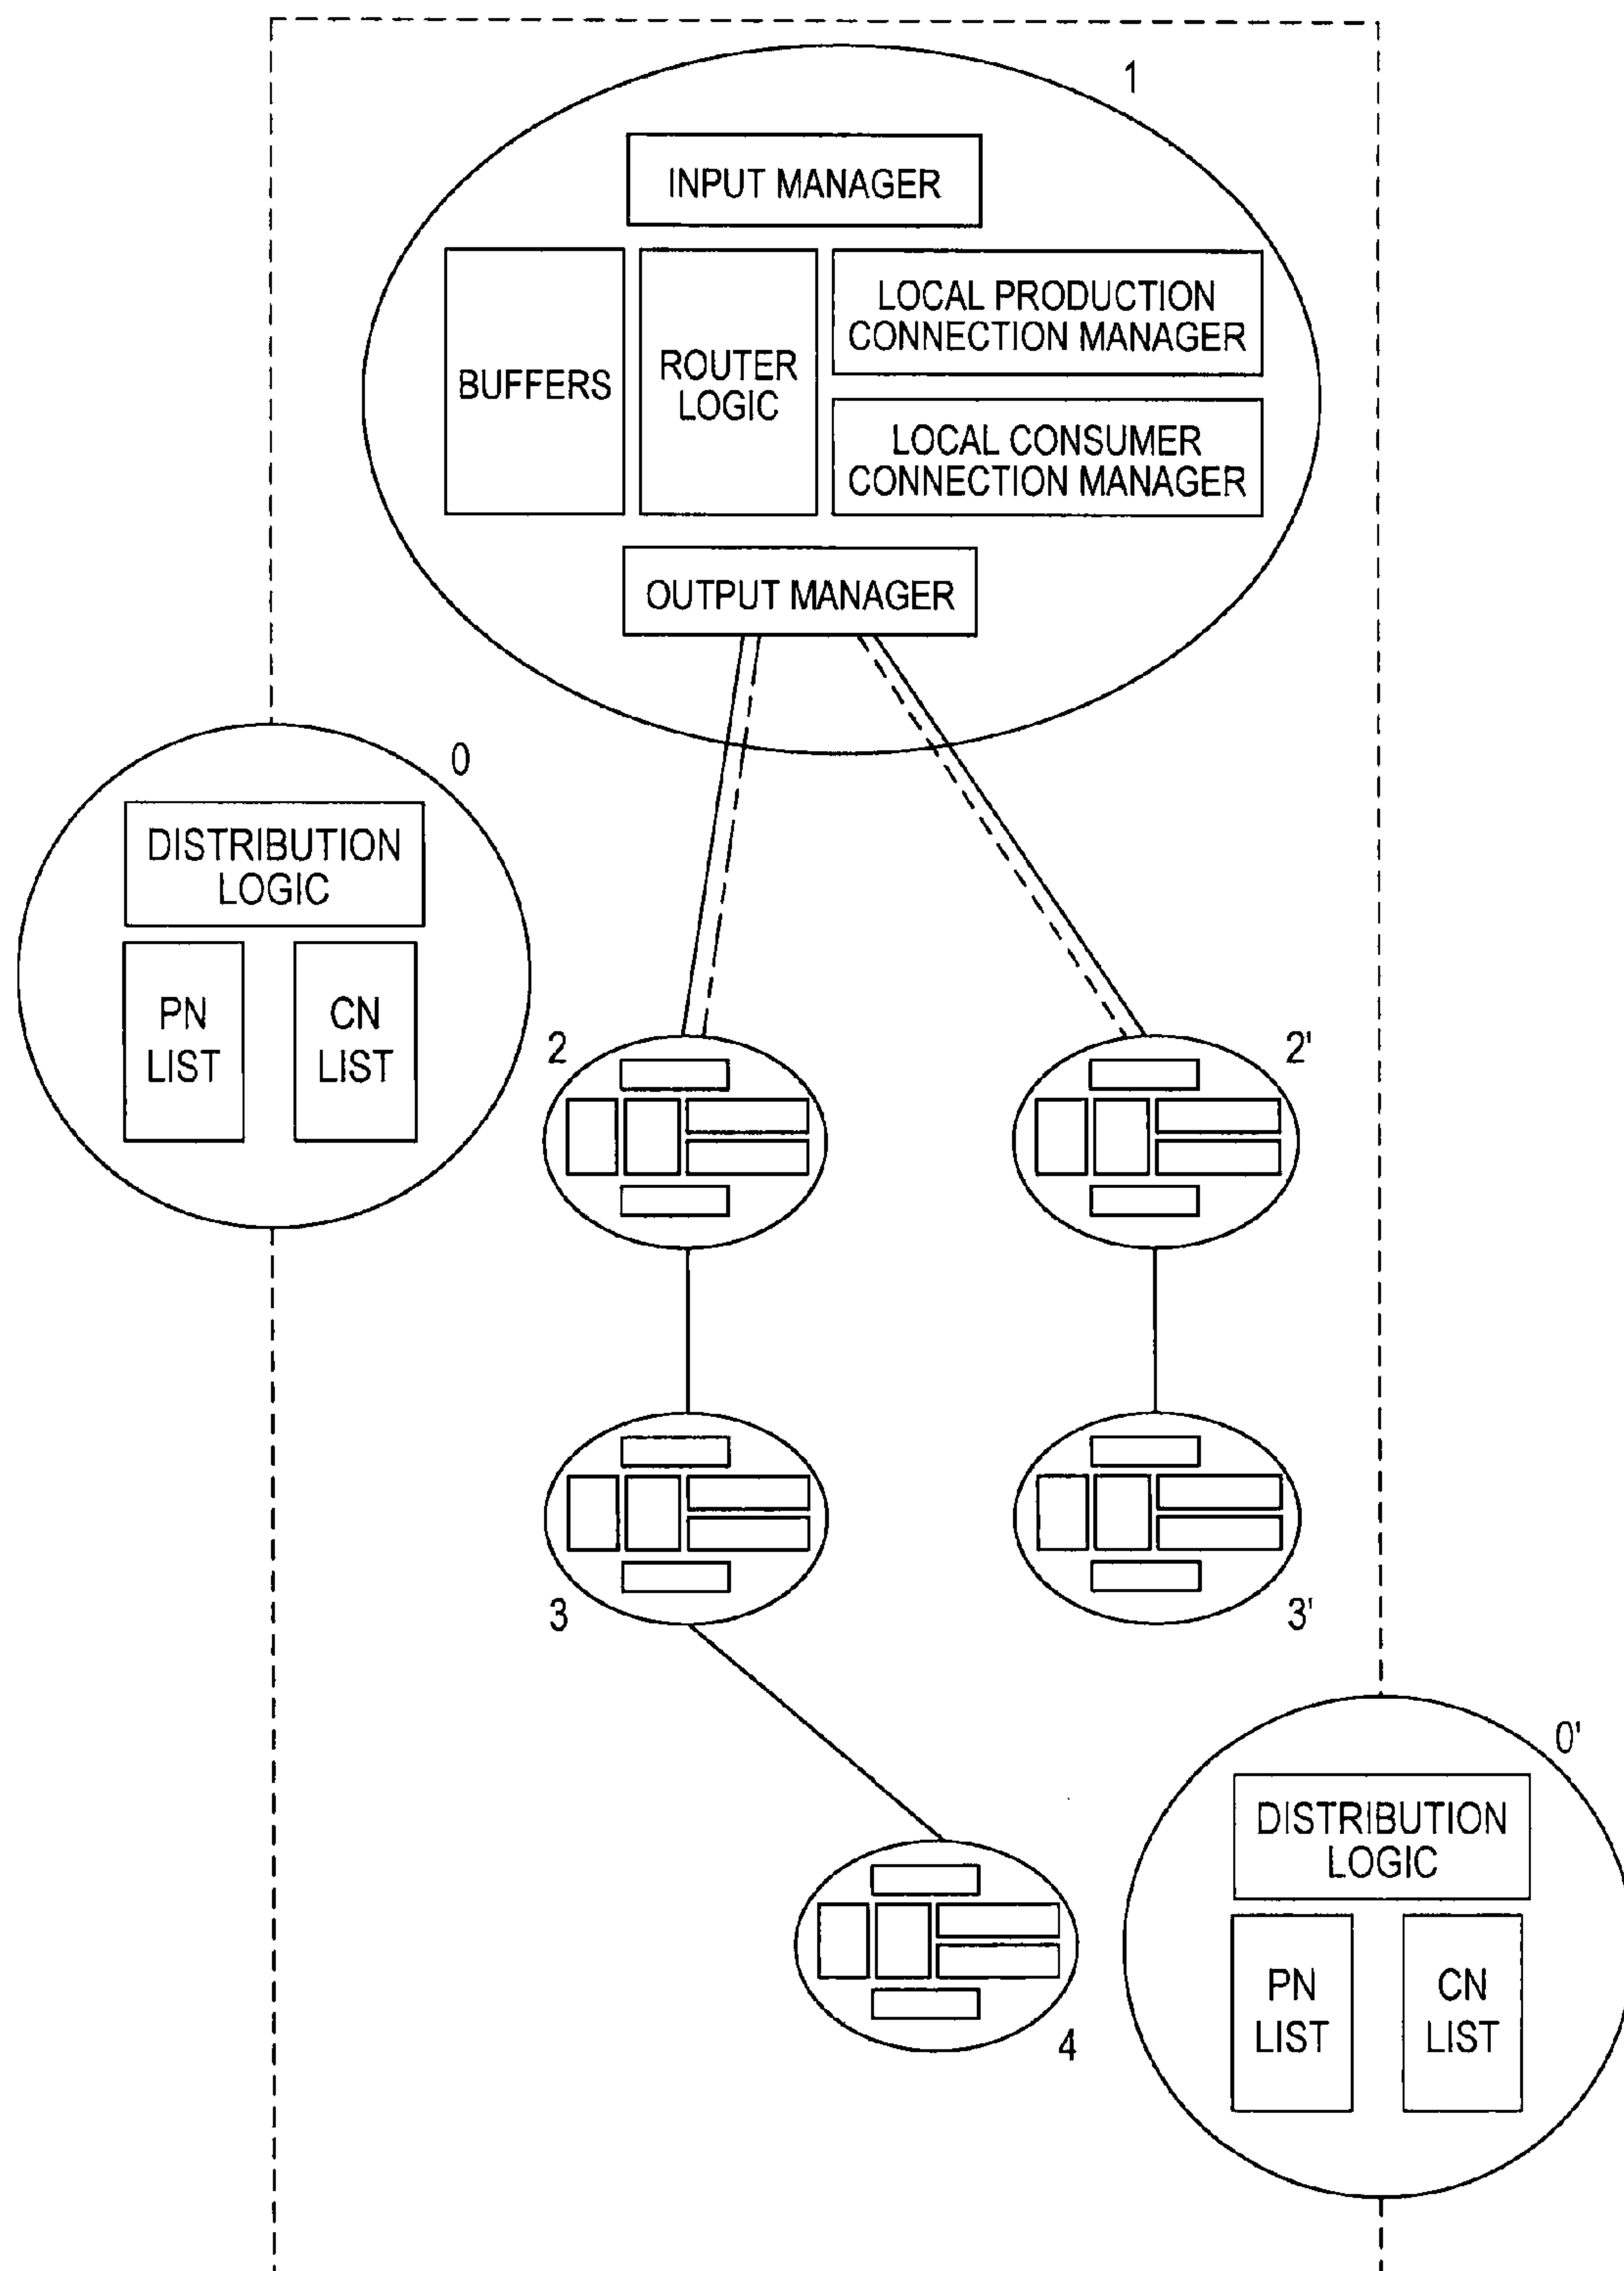 1
INPUT MANAGER
BUFFERS
ROUTER
LOGIC
LOCAL PRODUCTION
CONNECTION MANAGER
LOCAL CONSUMER
CONNECTION MANAGER
OUTPUT MANAGER
0
DISTRIBUTION
LOGIC
PN
LIST
CN
LIST
2
2'
3
3'
4
0'
DISTRIBUTION
LOGIC
PN
LIST
CN
LIST